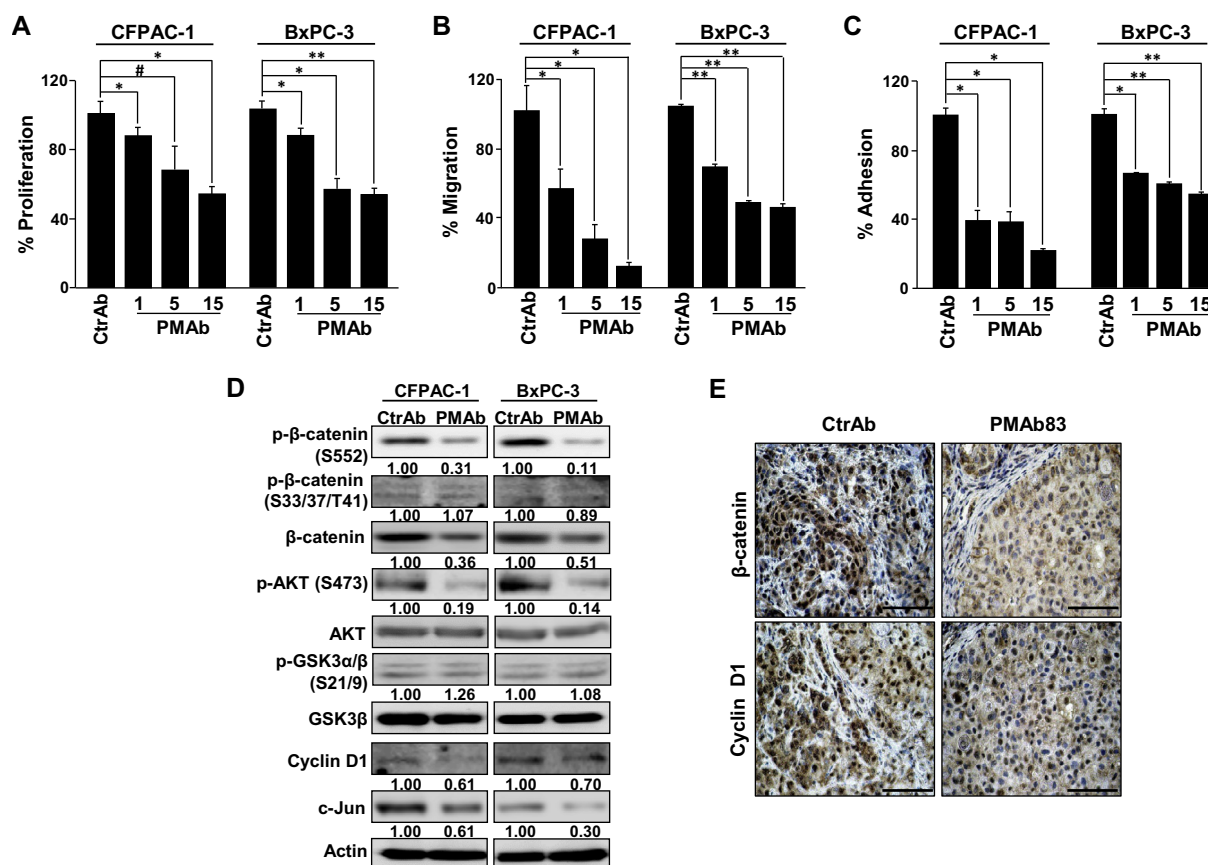 A
CFPAC-1 BxPC-3
* **
# *
* *
120
80
40
0
% Proliferation
CtrAb 1 5 15 CtrAb 1 5 15
PMAb PMAb
B
CFPAC-1 BxPC-3
* **
* **
* **
120
80
40
0
% Migration
CtrAb 1 5 15 CtrAb 1 5 15
PMAb PMAb
C
CFPAC-1 BxPC-3
* **
* **
* *
120
80
40
0
% Adhesion
CtrAb 1 5 15 CtrAb 1 5 15
PMAb PMAb
D
CFPAC-1 BxPC-3
CtrAb PMAb CtrAb PMAb
p-β-catenin
(S552)
1.00 0.31 1.00 0.11
p-β-catenin
(S33/37/T41)
1.00 1.07 1.00 0.89
β-catenin
1.00 0.36 1.00 0.51
p-AKT (S473)
1.00 0.19 1.00 0.14
AKT
p-GSK3α/β
(S21/9)
1.00 1.26 1.00 1.08
GSK3β
Cyclin D1
1.00 0.61 1.00 0.70
c-Jun
1.00 0.61 1.00 0.30
Actin
E
CtrAb PMAb83
β-catenin
Cyclin D1